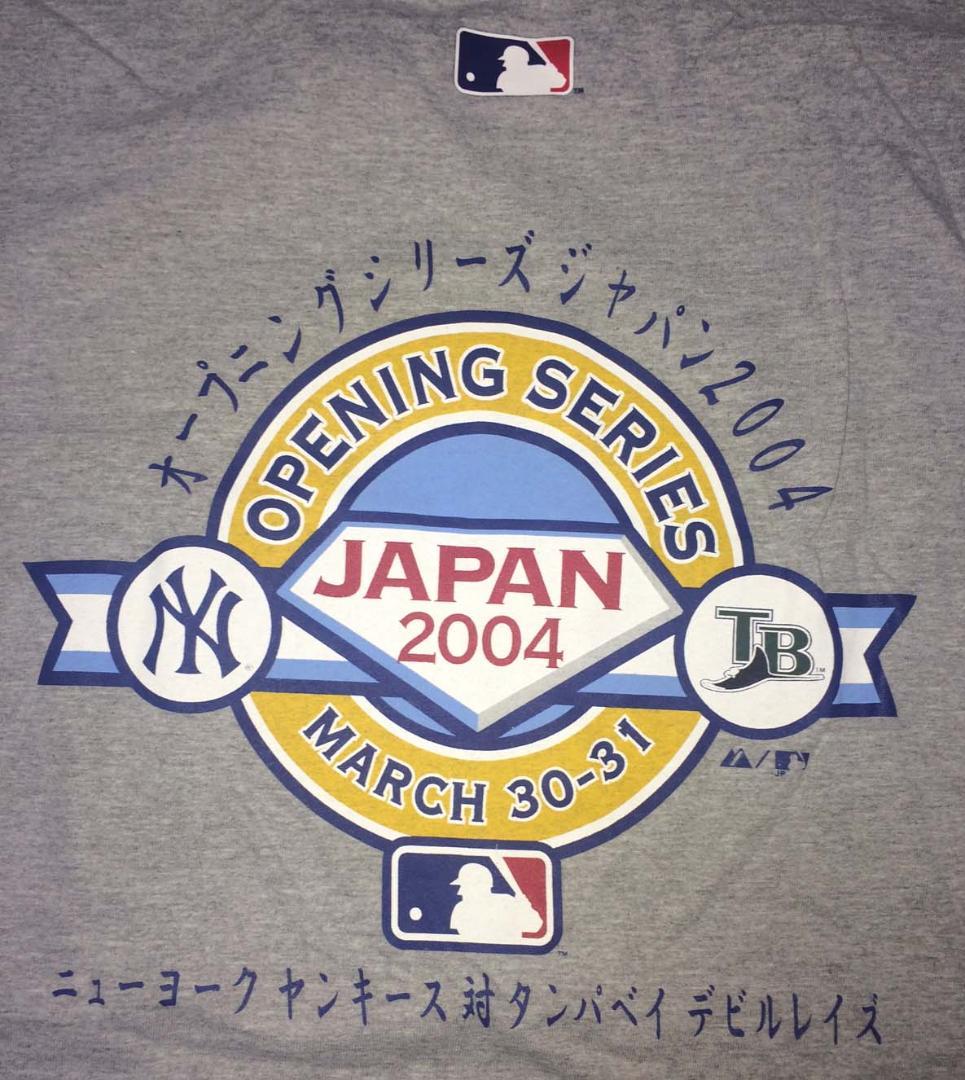 オープニングシリーズジャパン2004
OPENING SERIES
JAPAN
2004
NY
TB
MARCH 30-31
ニューヨーク ヤンキース 対 タンパベイ デビルレイズ